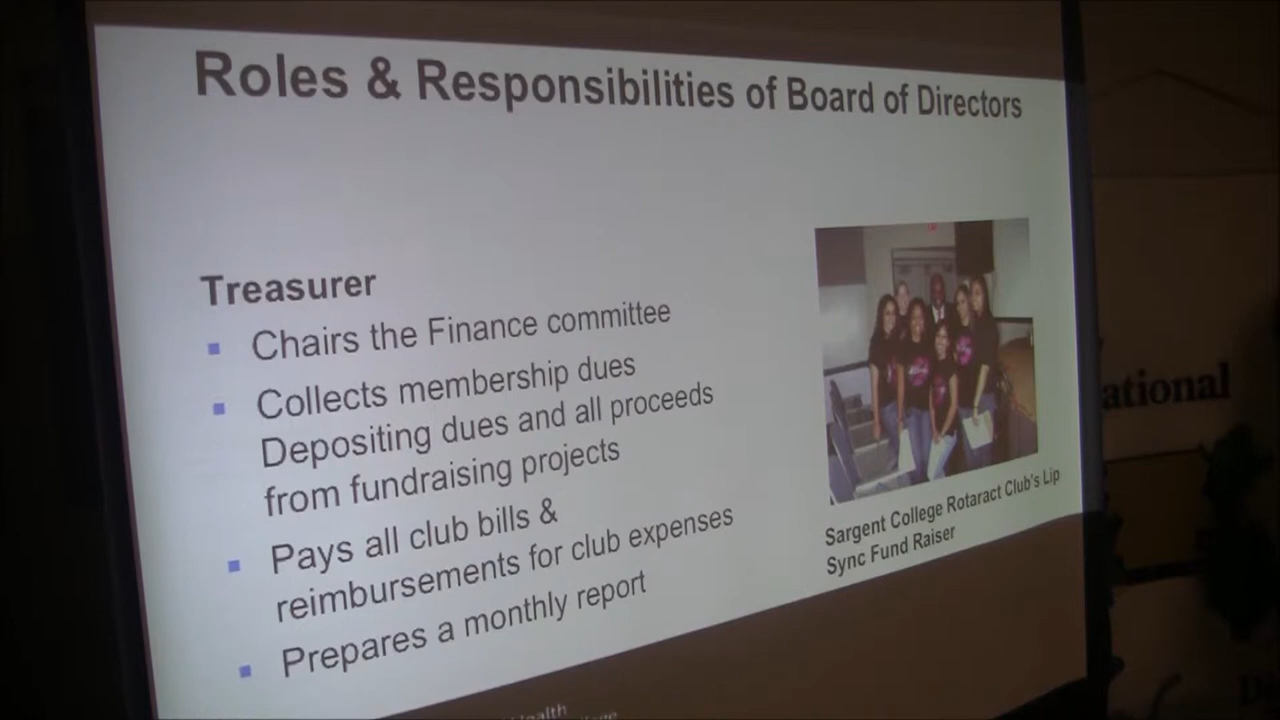 Roles & Responsibilities of Board of Directors
Treasurer
Chairs the Finance committee
Collects membership dues
Depositing dues and all proceeds
from fundraising projects
Pays all club bills &
reimbursements for club expenses
Prepares a monthly report
Sargent College Rotaract Club's Lip
Sync Fund Raiser